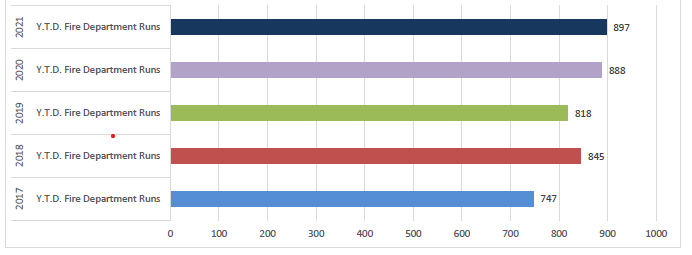 2021 Y.T.D. Fire Department Runs 897
2020 Y.T.D. Fire Department Runs 888
2019 Y.T.D. Fire Department Runs 818
2018 Y.T.D. Fire Department Runs 845
2017 Y.T.D. Fire Department Runs 747
0 100 200 300 400 500 600 700 800 900 1000